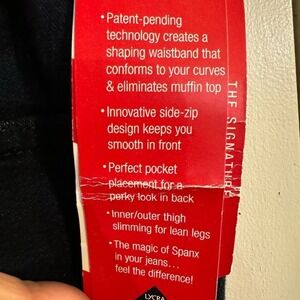 • Patent-pending
technology creates a
shaping waistband that
conforms to your curves
& eliminates muffin top
• Innovative side-zip
design keeps you
smooth in front
• Perfect pocket
placement for a
perky look in back
• Inner/outer thigh
slimming for lean legs
• The magic of Spanx
in your jeans...
feel the difference!
THE SIGNATURE
LYCRA